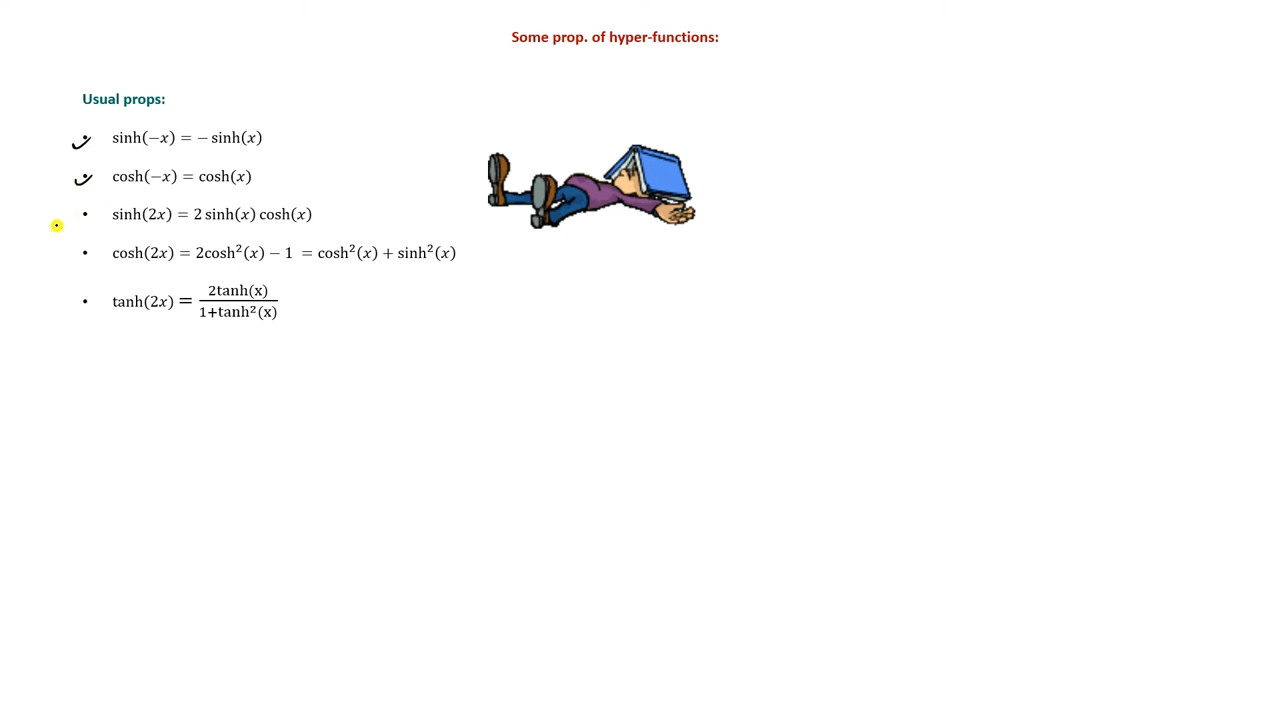 Some prop. of hyper-functions:
Usual props:
• sinh(−x) = − sinh(x)
• cosh(−x) = cosh(x)
• sinh(2x) = 2 sinh(x) cosh(x)
• cosh(2x) = 2cosh²(x) − 1 = cosh²(x) + sinh²(x)
• tanh(2x) = 2tanh(x) / 1+tanh²(x)